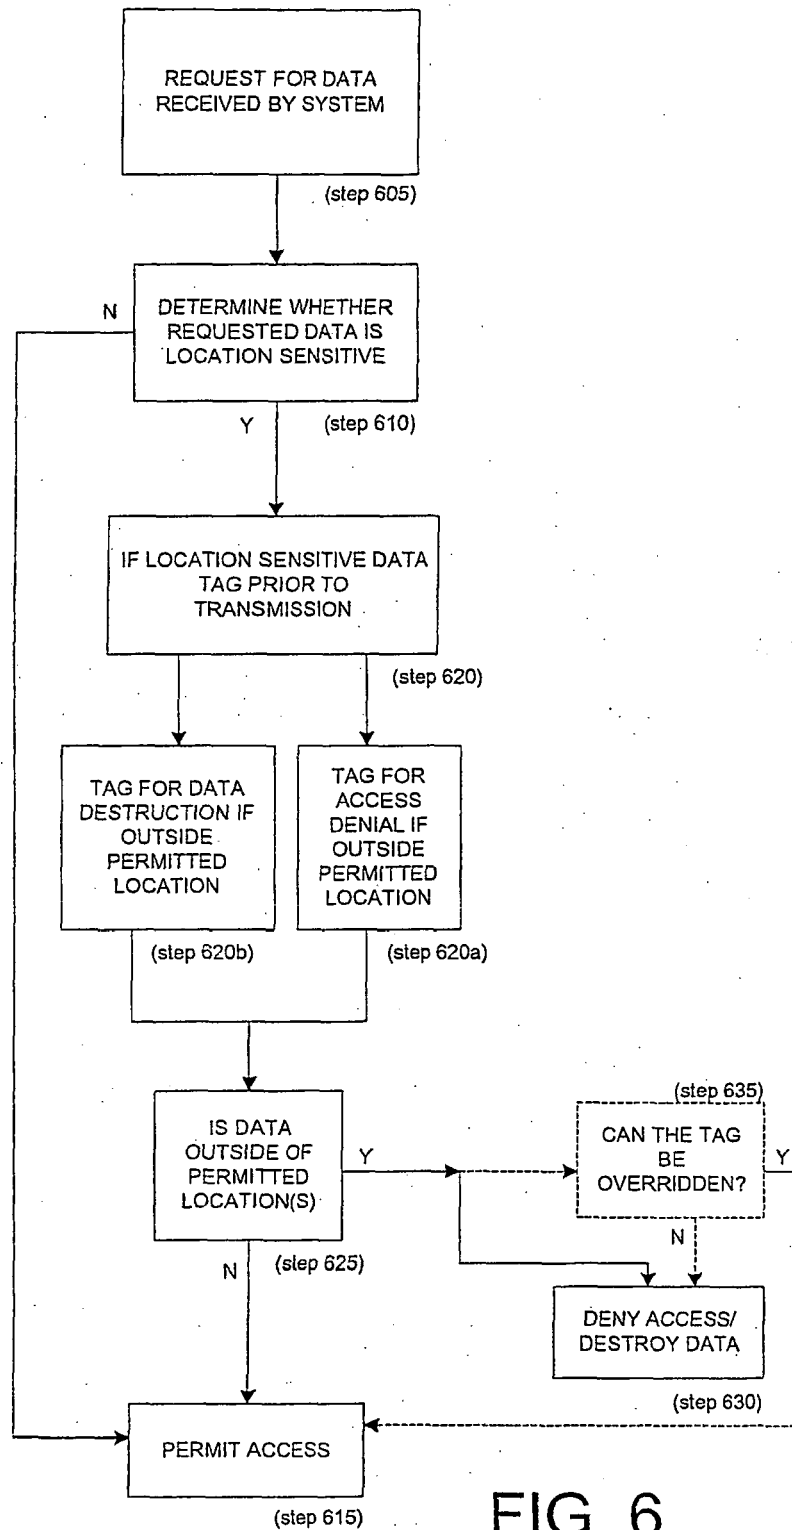 REQUEST FOR DATA
RECEIVED BY SYSTEM
(step 605)
N
DETERMINE WHETHER
REQUESTED DATA IS
LOCATION SENSITIVE
Y
(step 610)
IF LOCATION SENSITIVE DATA
TAG PRIOR TO
TRANSMISSION
(step 620)
TAG FOR DATA
DESTRUCTION IF
OUTSIDE
PERMITTED
LOCATION
(step 620b)
TAG FOR
ACCESS
DENIAL IF
OUTSIDE
PERMITTED
LOCATION
(step 620a)
IS DATA
OUTSIDE OF
PERMITTED
LOCATION(S)
Y
N
(step 625)
(step 635)
CAN THE TAG
BE
OVERRIDDEN?
Y
N
DENY ACCESS/
DESTROY DATA
(step 630)
PERMIT ACCESS
(step 615)
FIG. 6